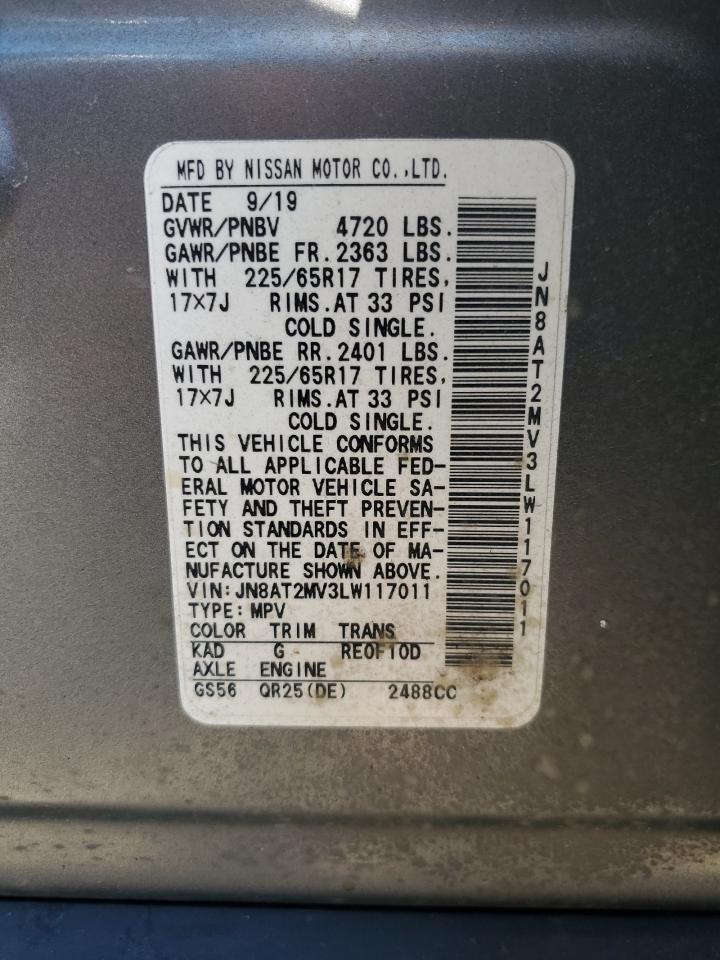 MFD BY NISSAN MOTOR CO.,LTD.
DATE 9/19
GVWR/PNBV 4720 LBS.
GAWR/PNBE FR.2363 LBS.
WITH 225/65R17 TIRES,
17×7J RIMS.AT 33 PSI
COLD SINGLE.
GAWR/PNBE RR.2401 LBS.
WITH 225/65R17 TIRES,
17×7J RIMS.AT 33 PSI
COLD SINGLE.
THIS VEHICLE CONFORMS
TO ALL APPLICABLE FED-
ERAL MOTOR VEHICLE SA-
FETY AND THEFT PREVEN-
TION STANDARDS IN EFF-
ECT ON THE DATE OF MA-
NUFACTURE SHOWN ABOVE.
VIN:JN8AT2MV3LW117011
TYPE:MPV
COLOR TRIM TRANS
KAD G RE0F10D
AXLE ENGINE
GS56 QR25(DE) 2488CC
JN8AT2MV3LW117011